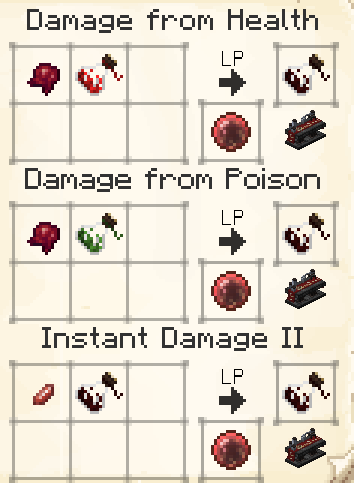 Damage from Health
LP
Damage from Poison
LP
Instant Damage II
LP